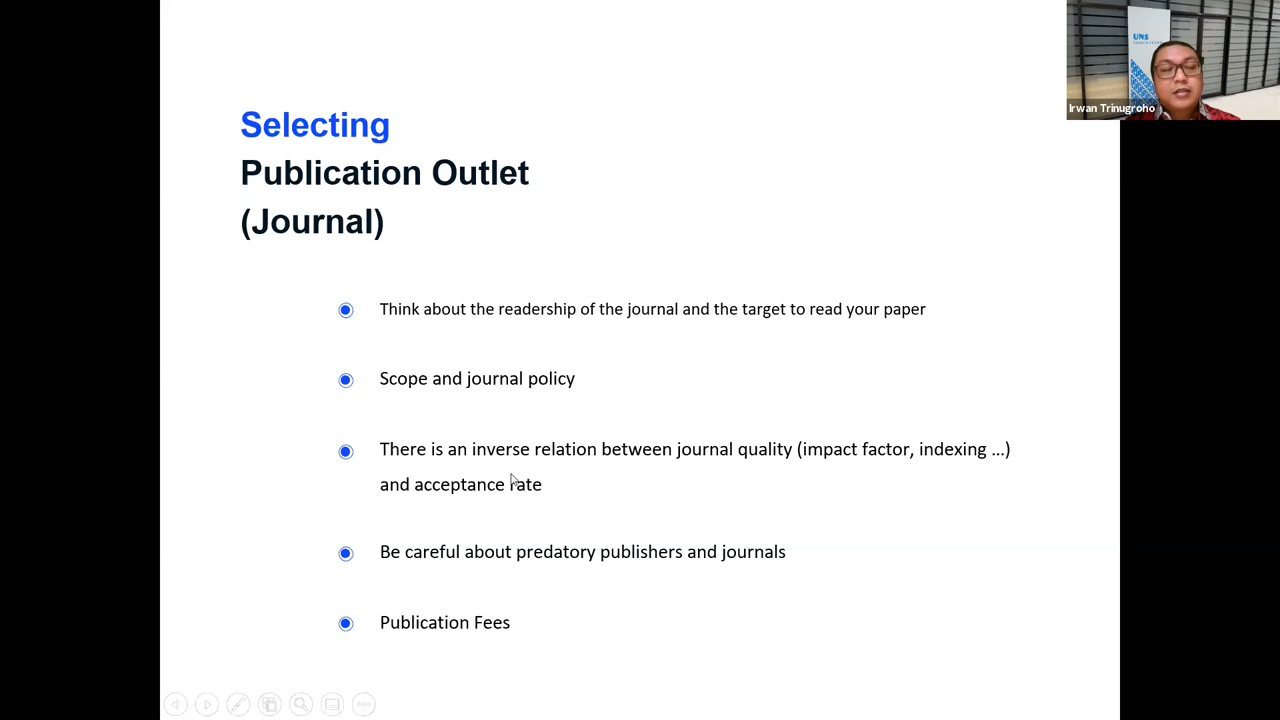 Selecting
Publication Outlet
(Journal)
Think about the readership of the journal and the target to read your paper
Scope and journal policy
There is an inverse relation between journal quality (impact factor, indexing ...)
and acceptance rate
Be careful about predatory publishers and journals
Publication Fees
UNS
Irwan Trinugroho